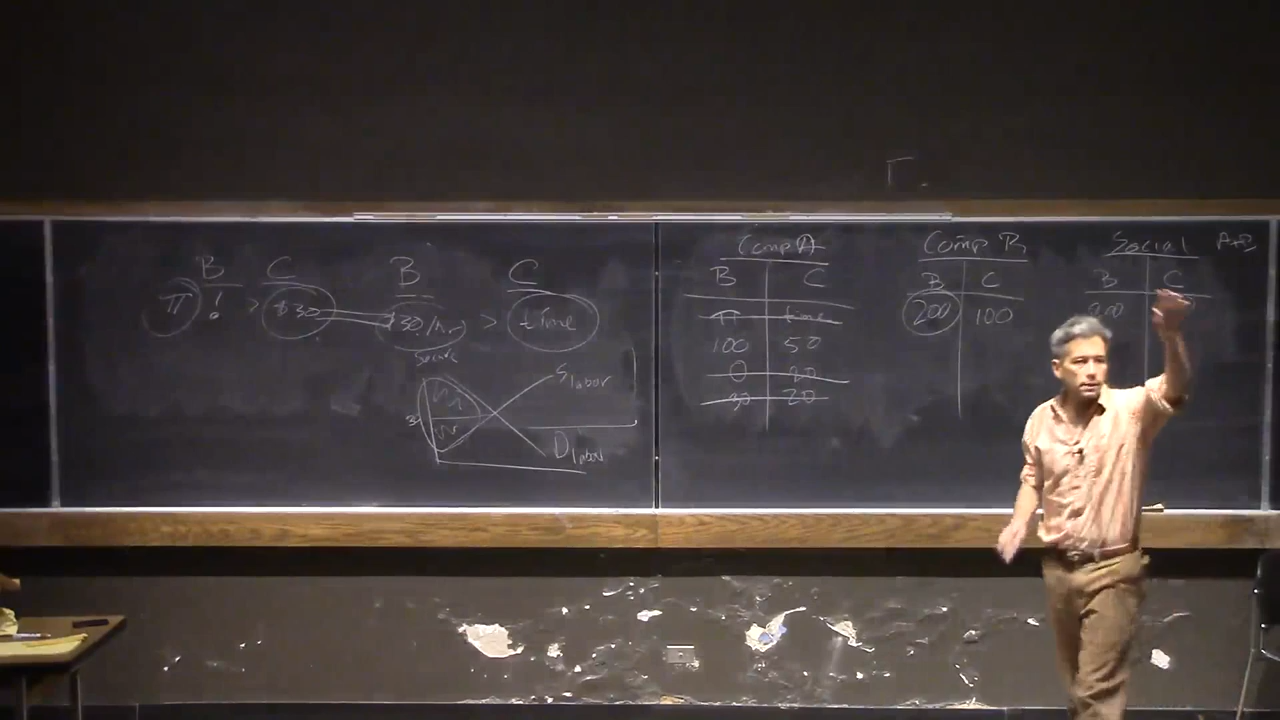 B C B C
π ! > $30 $30/hr > time
S labor
D labor
Comp A
B C
π time
100 50
0 20
30 20
Comp B
B C
200 100
Social A+B
B C
200